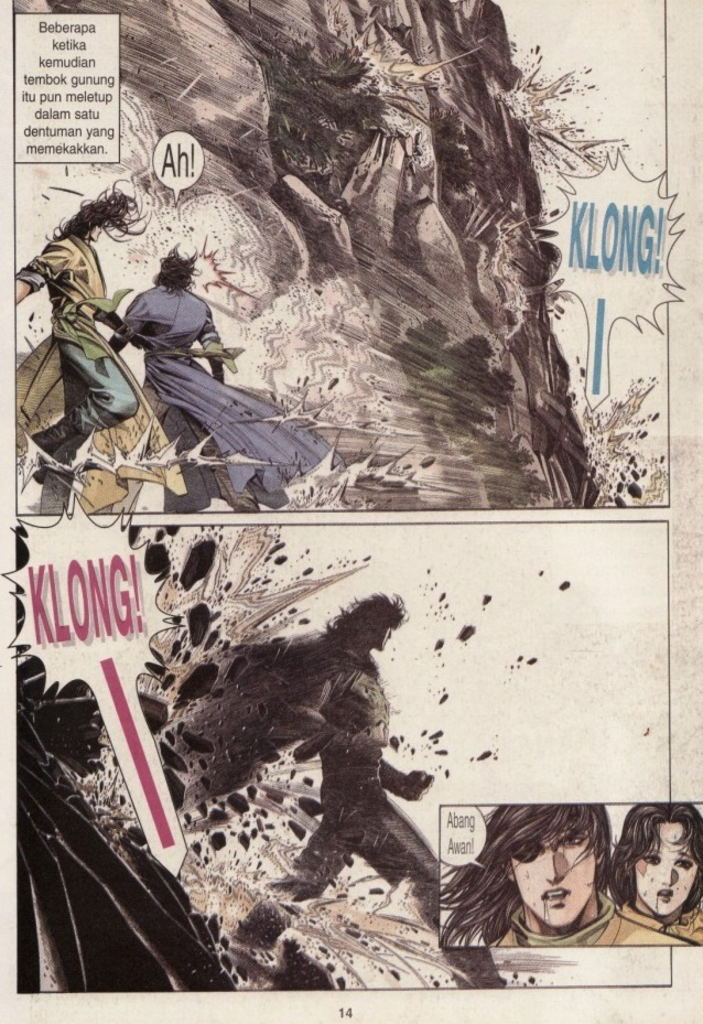 Beberapa
ketika
kemudian
tembok gunung
itu pun meletup
dalam satu
dentuman yang
memekakkan.
Ah!
KLONG!
KLONG!
Abang
Awan!
14